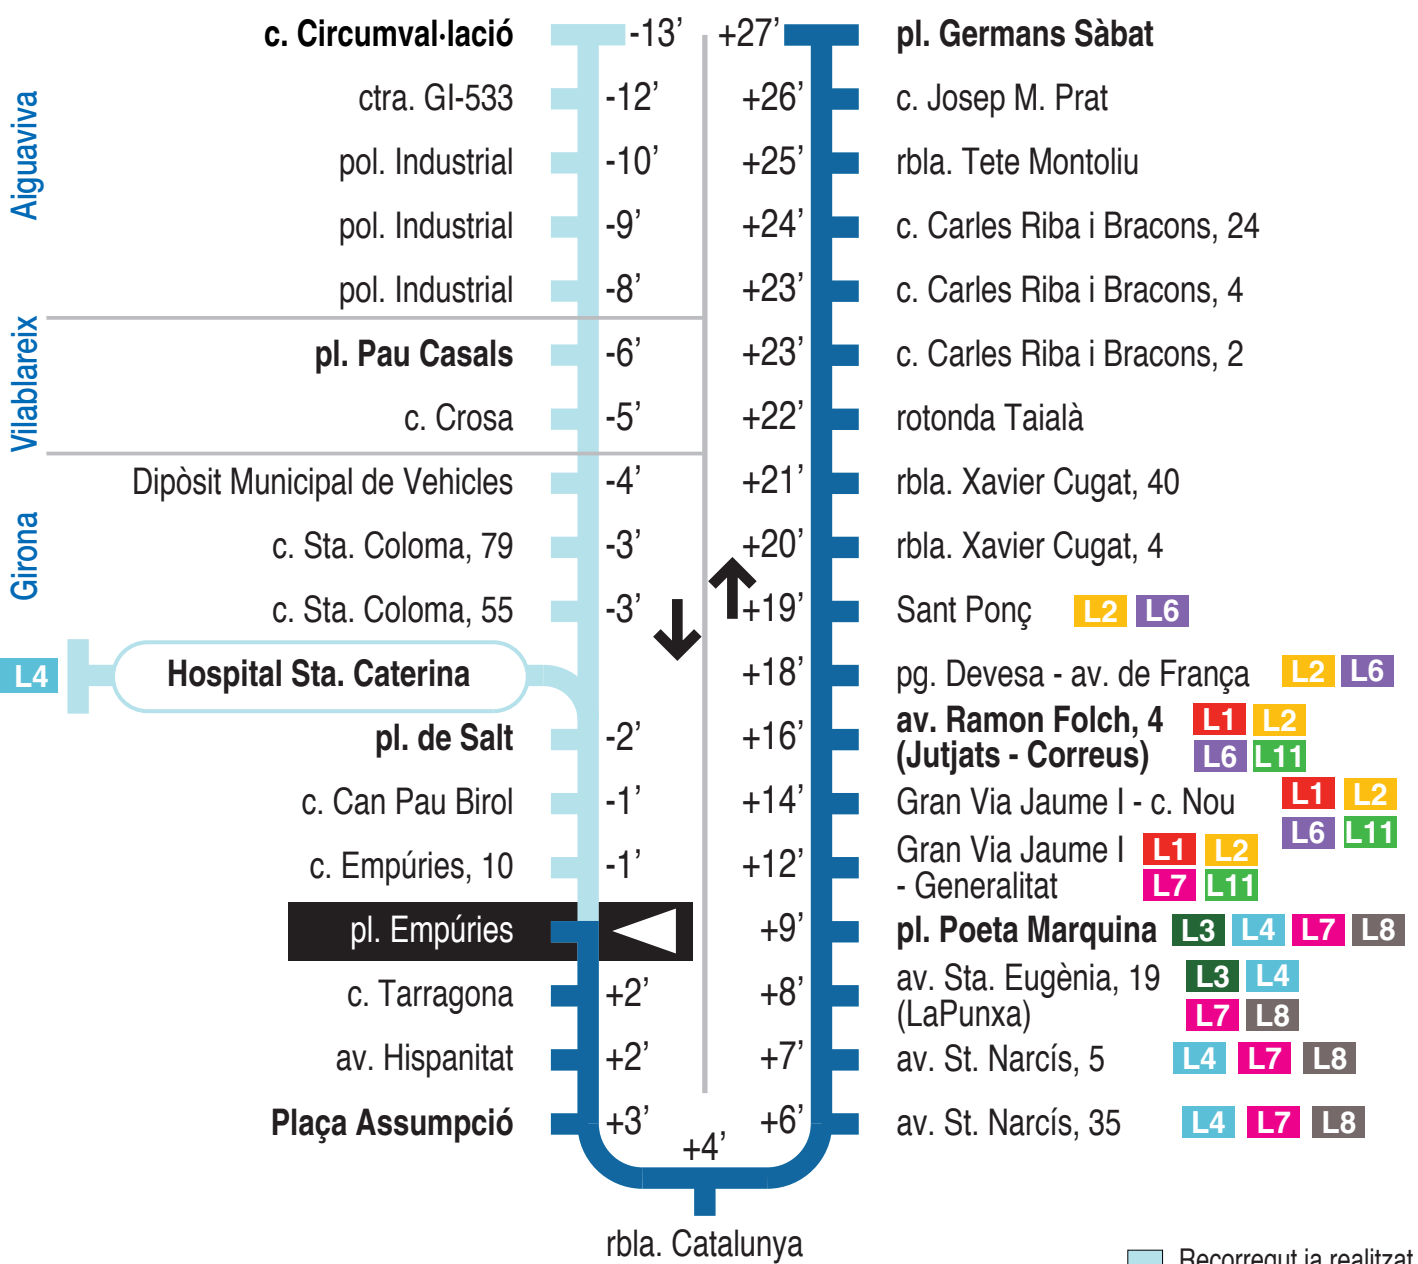 Aiguaviva
c. Circumval·lació -13’
ctra. GI-533 -12’
pol. Industrial -10’
pol. Industrial -9’
pol. Industrial -8’
Vilablareix
pl. Pau Casals -6’
c. Crosa -5’
Girona
Dipòsit Municipal de Vehicles -4’
c. Sta. Coloma, 79 -3’
c. Sta. Coloma, 55 -3’
L4 Hospital Sta. Caterina
pl. de Salt -2’
c. Can Pau Birol -1’
c. Empúries, 10 -1’
pl. Empúries
c. Tarragona +2’
av. Hispanitat +2’
Plaça Assumpció +3’
+4’
rbla. Catalunya
+27’ pl. Germans Sàbat
+26’ c. Josep M. Prat
+25’ rbla. Tete Montoliu
+24’ c. Carles Riba i Bracons, 24
+23’ c. Carles Riba i Bracons, 4
+23’ c. Carles Riba i Bracons, 2
+22’ rotonda Taialà
+21’ rbla. Xavier Cugat, 40
+20’ rbla. Xavier Cugat, 4
+19’ Sant Ponç L2 L6
+18’ pg. Devesa - av. de França L2 L6
+16’ av. Ramon Folch, 4 L1 L2
(Jutjats - Correus) L6 L11
+14’ Gran Via Jaume I - c. Nou L1 L2
L6 L11
+12’ Gran Via Jaume I L1 L2
- Generalitat L7 L11
+9’ pl. Poeta Marquina L3 L4 L7 L8
+8’ av. Sta. Eugènia, 19 L3 L4
(LaPunxa) L7 L8
+7’ av. St. Narcís, 5 L4 L7 L8
+6’ av. St. Narcís, 35 L4 L7 L8
Recorregut ja realitzat